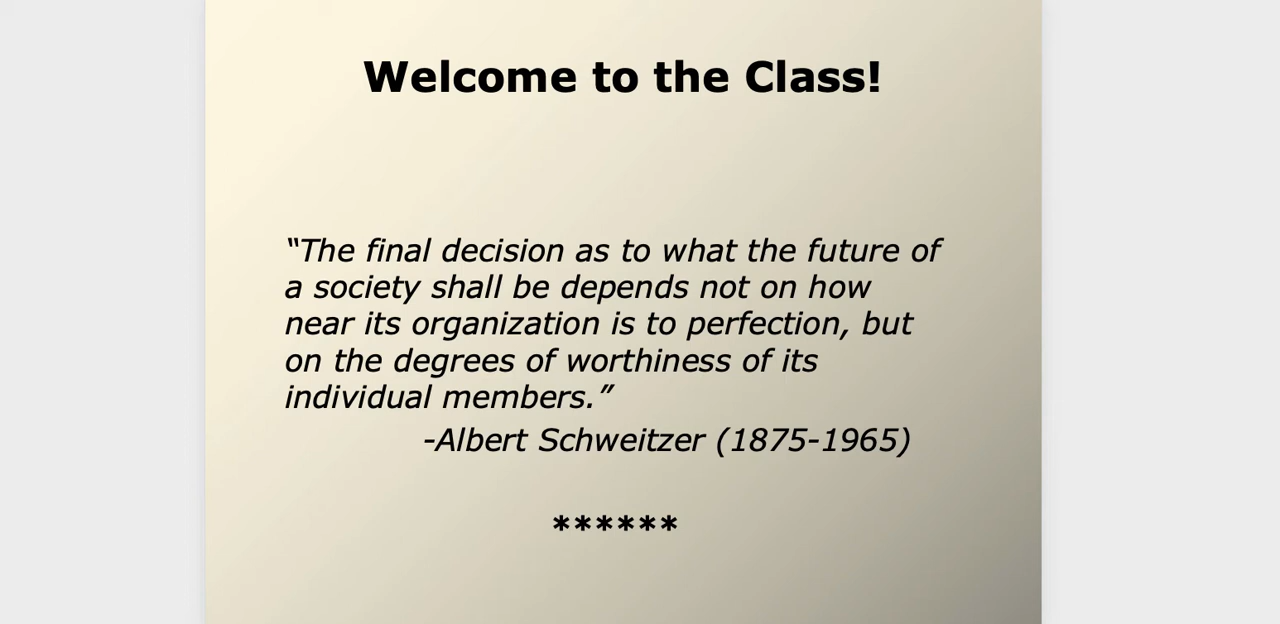 Welcome to the Class!
“The final decision as to what the future of
a society shall be depends not on how
near its organization is to perfection, but
on the degrees of worthiness of its
individual members.”
-Albert Schweitzer (1875-1965)
******